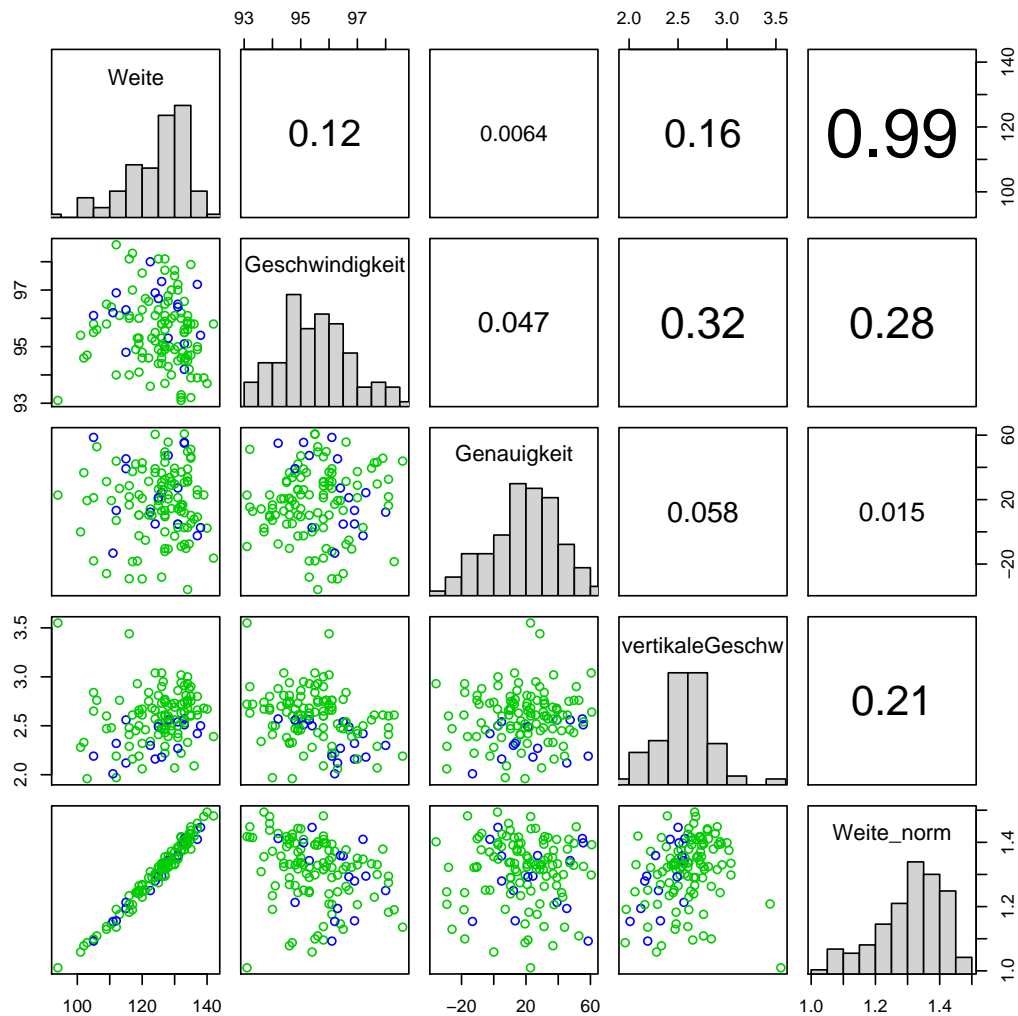 93 95 97 2.0 2.5 3.0 3.5
Weite 0.12 0.0064 0.16 0.99
100 120 140
93 95 97
Geschwindigkeit 0.047 0.32 0.28
Genauigkeit 0.058 0.015
−20 20 60
2.0 2.5 3.0 3.5
vertikaleGeschw 0.21
Weite_norm
1.0 1.2 1.4
100 120 140 −20 20 60 1.0 1.2 1.4